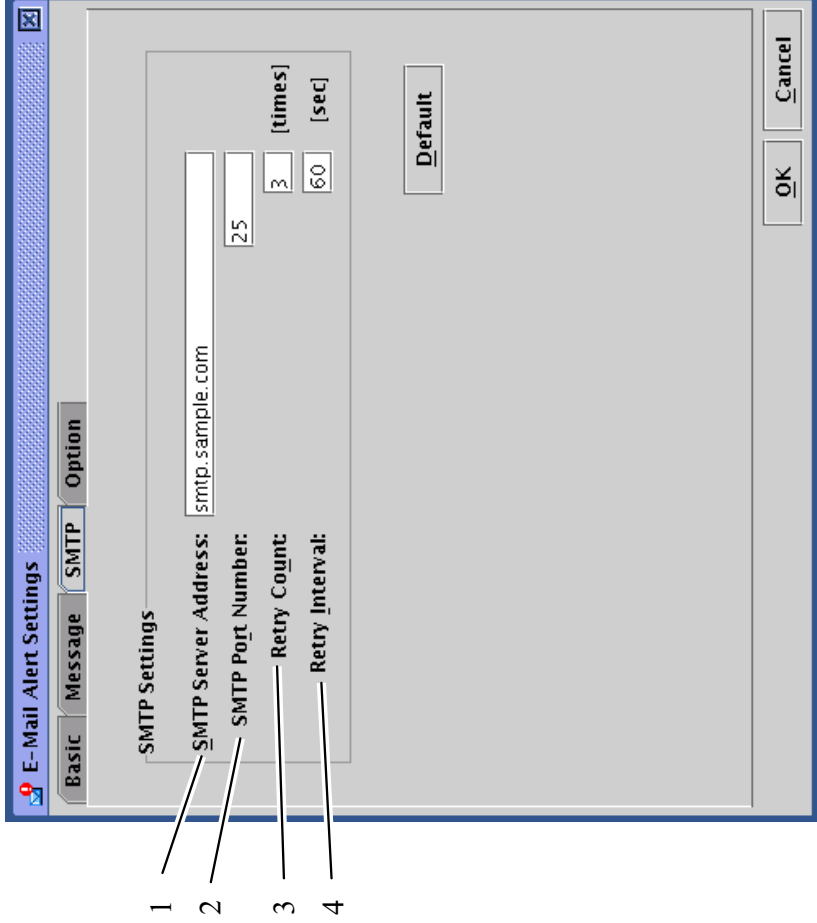 E-Mail Alert Settings
Basic Message SMTP Option
SMTP Settings
1 SMTP Server Address: smtp.sample.com
2 SMTP Port Number: 25
3 Retry Count: 3 [times]
4 Retry Interval: 60 [sec]
Default
OK Cancel